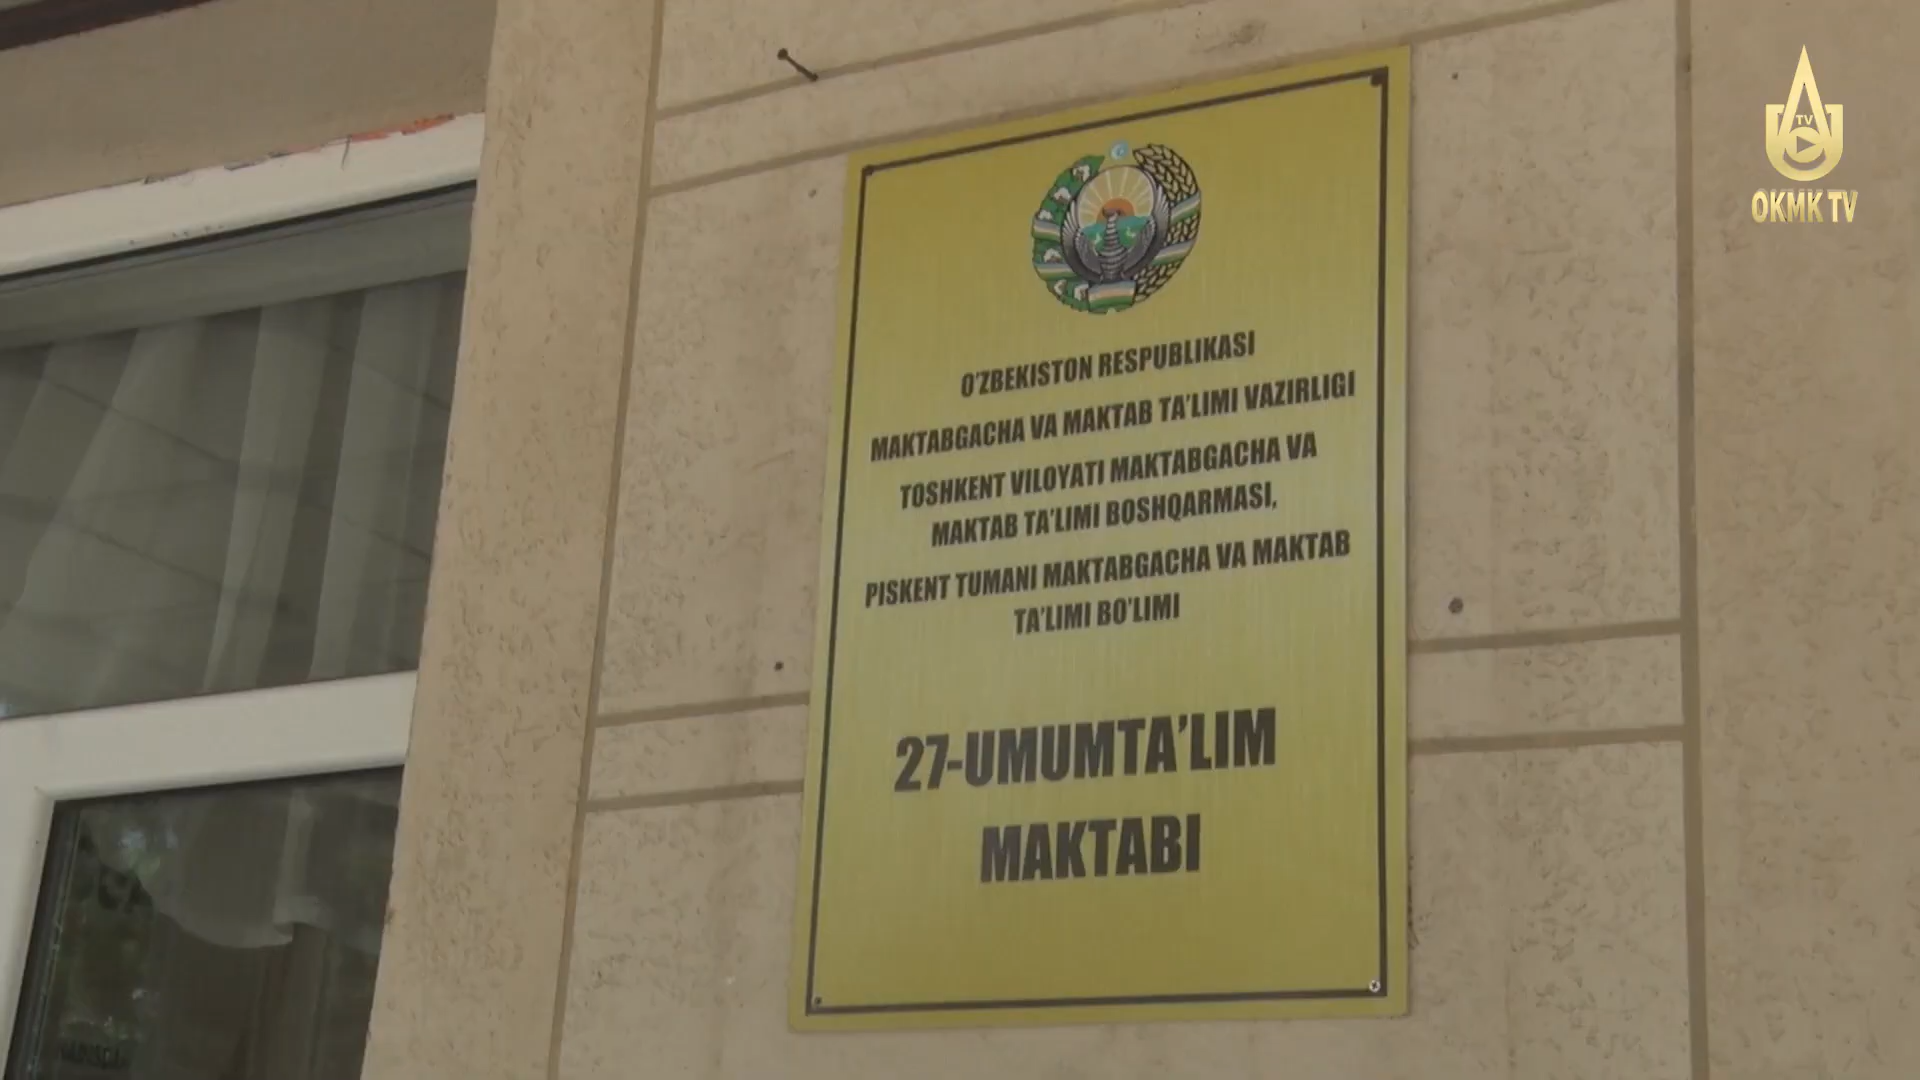 O'ZBEKISTON RESPUBLIKASI
MAKTABGACHA VA MAKTAB TA'LIMI VAZIRLIGI
TOSHKENT VILOYATI MAKTABGACHA VA
MAKTAB TA'LIMI BOSHQARMASI,
PISKENT TUMANI MAKTABGACHA VA MAKTAB
TA'LIMI BO'LIMI
27-UMUMTA'LIM
MAKTABI
TV
OKMK TV